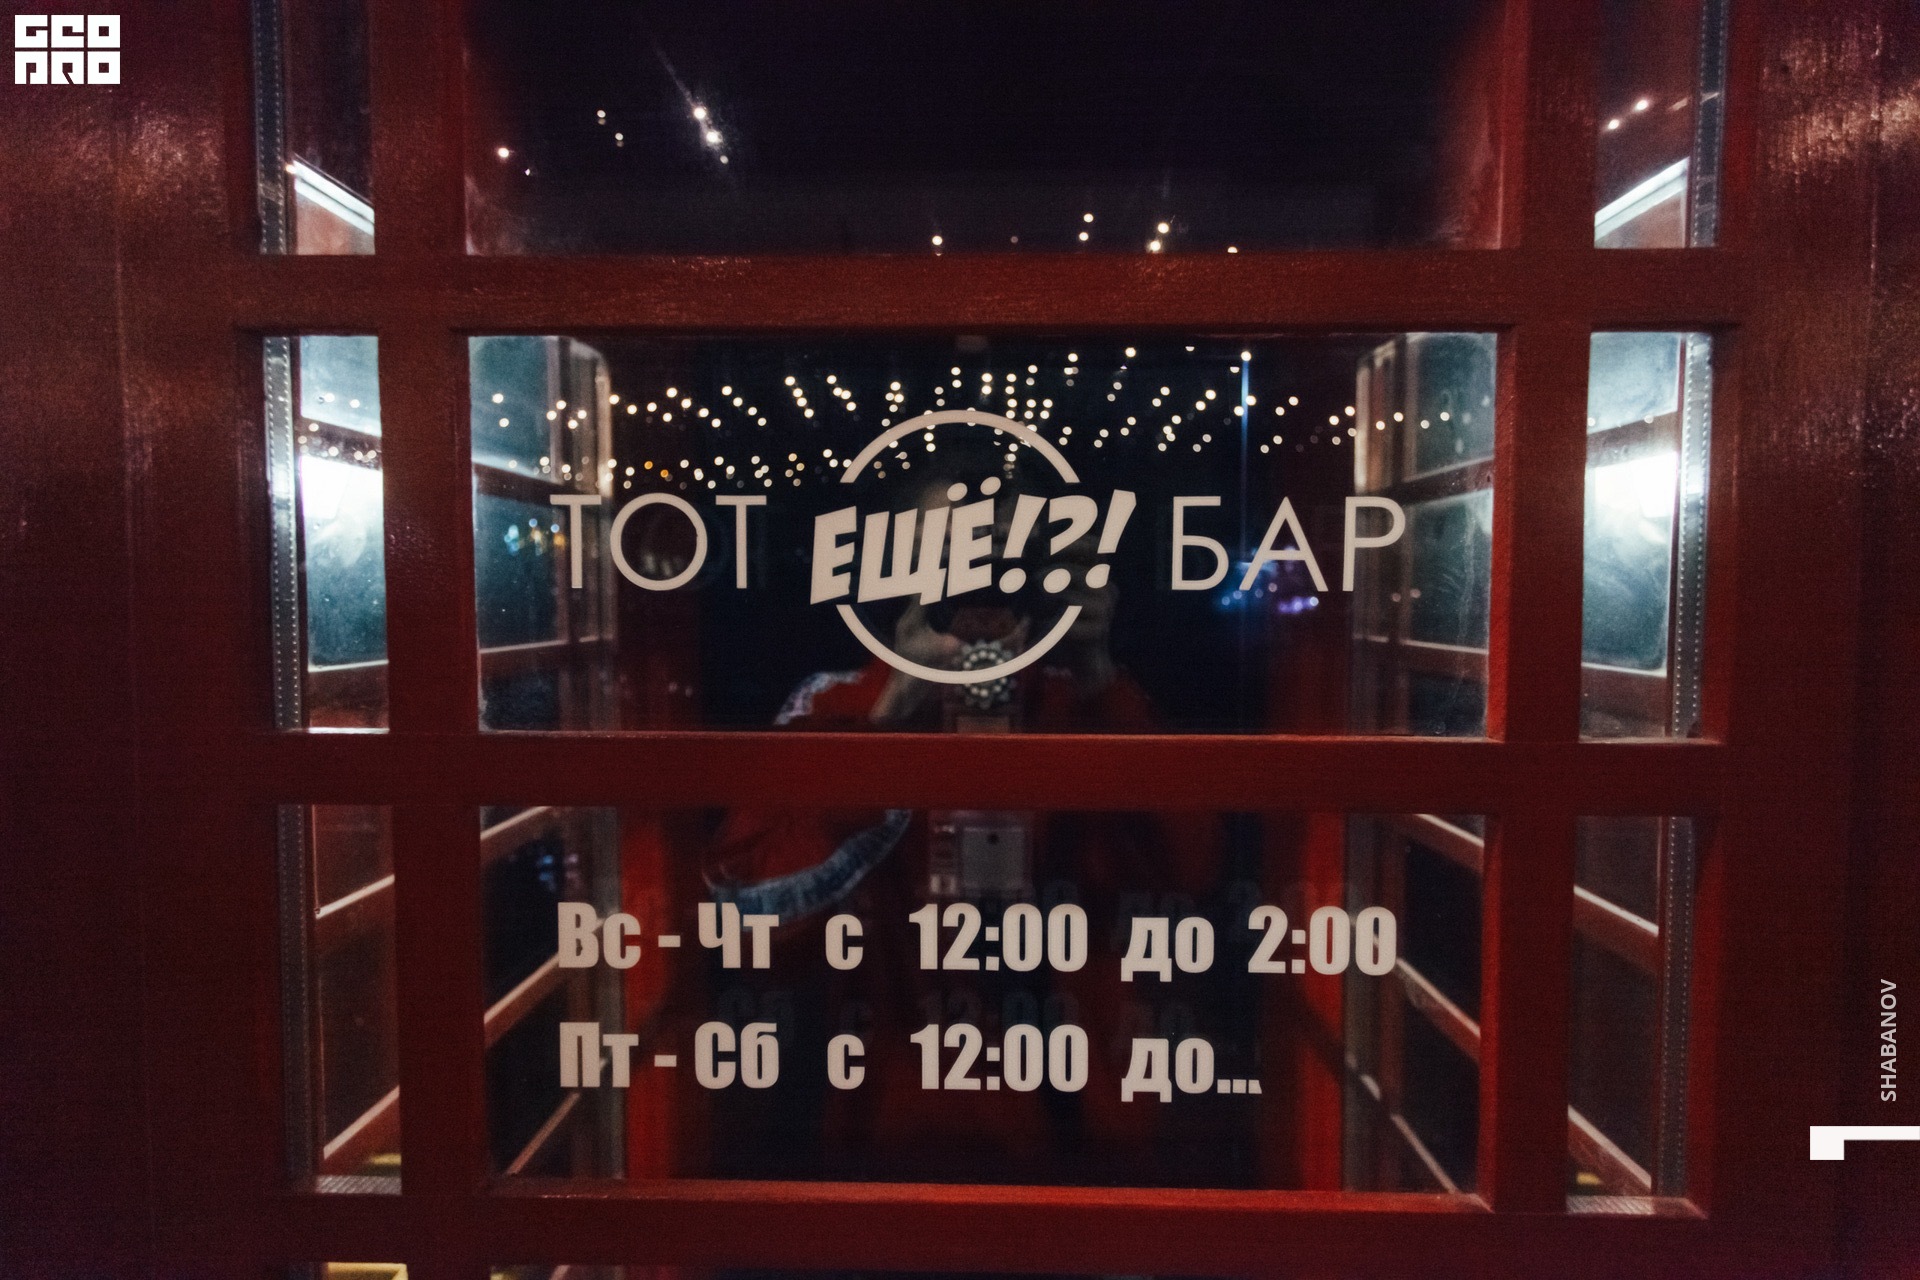 GEO
PRO
ТОТ ЕЩЁ!?! БАР
Вс - Чт с 12:00 до 2:00
Пт - Сб с 12:00 до...
SHABANOV